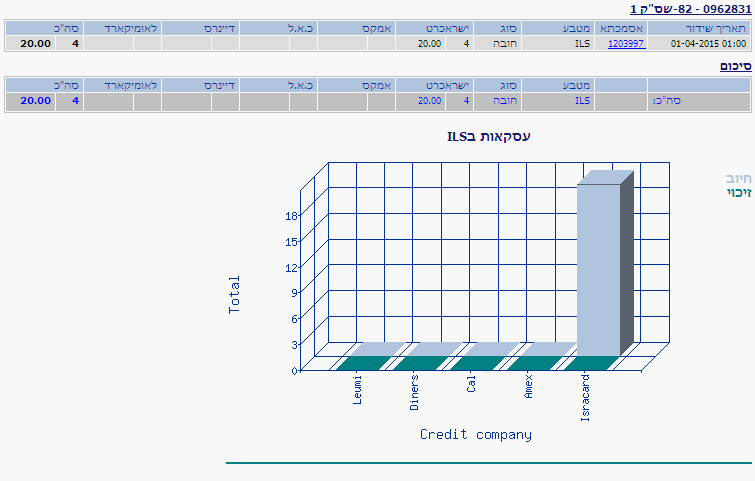 0962831 - 82-שס"ק 1
תאריך שידור אסמכתא מטבע סוג ישראכרט אמקס כ.א.ל דיינרס לאומיקארד סה"כ
01-04-2015 01:00 1203997 ILS חובה 4 20.00 4 20.00
סיכום
מטבע סוג ישראכרט אמקס כ.א.ל דיינרס לאומיקארד סה"כ
סה"כ: ILS חובה 4 20.00 4 20.00
עסקאות בILS
חיוב
זיכוי
18
15
12
9
6
3
0
Total
Leumi Diners Cal Amex Isracard
Credit company